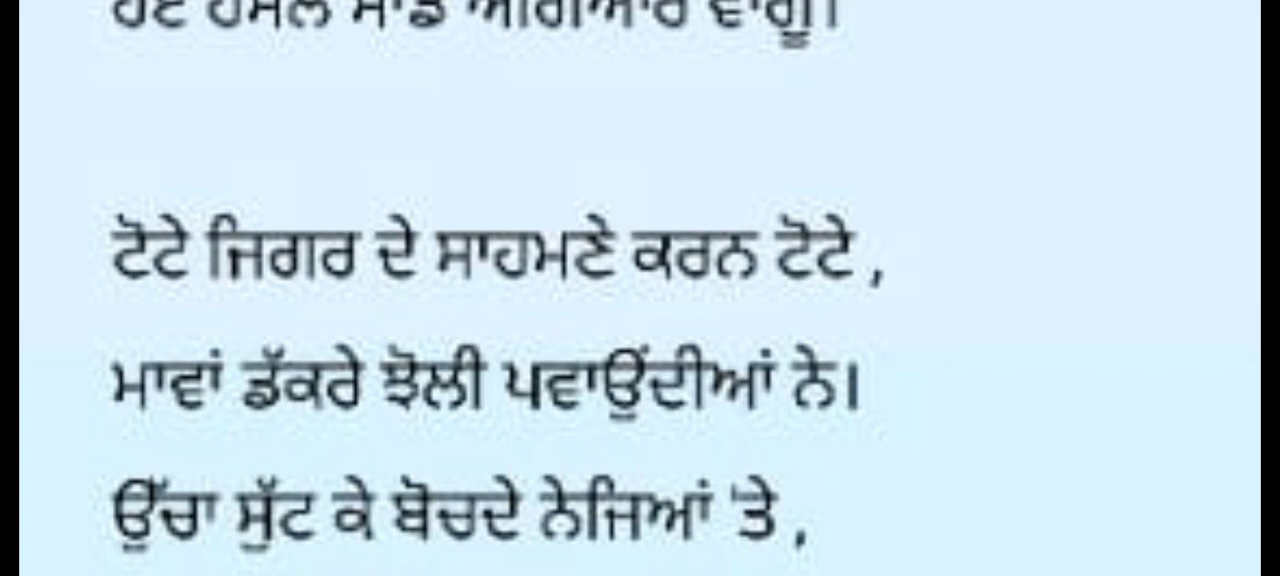 ਵਾਂਗੂ।
ਟੋਟੇ ਜਿਗਰ ਦੇ ਸਾਹਮਣੇ ਕਰਨ ਟੋਟੇ ,
ਮਾਵਾਂ ਡੱਕਰੇ ਝੋਲੀ ਪਵਾਉਂਦੀਆਂ ਨੇ।
ਉੱਚਾ ਸੁੱਟ ਕੇ ਬੋਚਦੇ ਨੇਜਿਆਂ 'ਤੇ ,